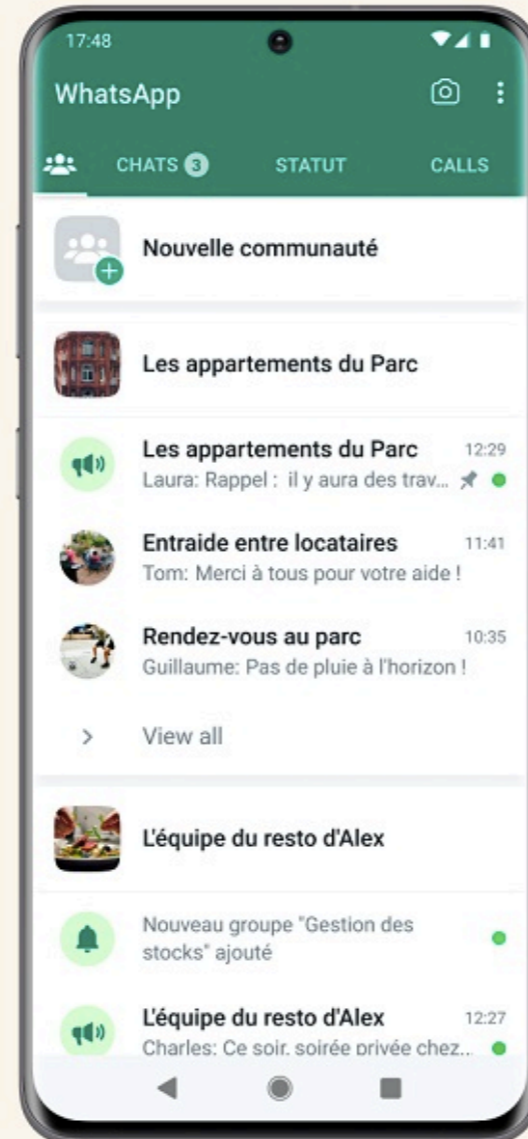 17:48
WhatsApp
CHATS 3 STATUT CALLS
Nouvelle communauté
Les appartements du Parc
Les appartements du Parc 12:29
Laura: Rappel : il y aura des trav...
Entraide entre locataires 11:41
Tom: Merci à tous pour votre aide !
Rendez-vous au parc 10:35
Guillaume: Pas de pluie à l'horizon !
View all
L'équipe du resto d'Alex
Nouveau groupe "Gestion des
stocks" ajouté
L'équipe du resto d'Alex 12:27
Charles: Ce soir, soirée privée chez...